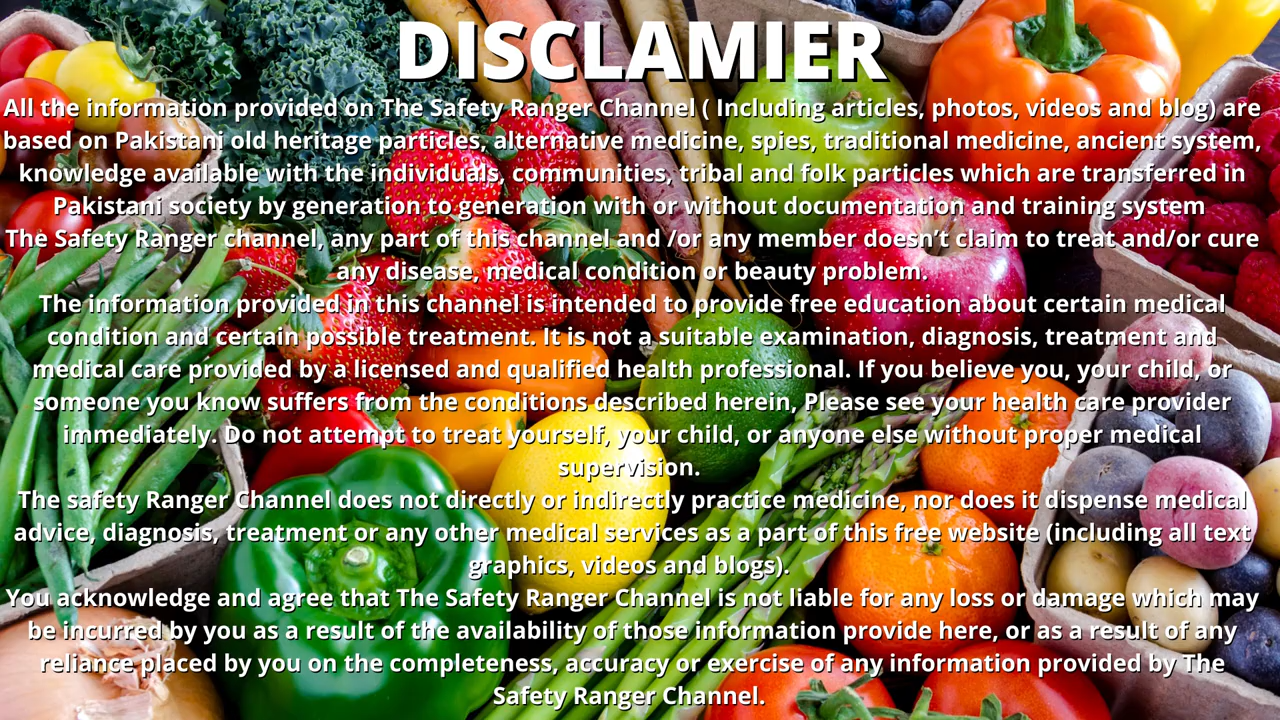 DISCLAMIER
All the information provided on The Safety Ranger Channel ( Including articles, photos, videos and blog) are
based on Pakistani old heritage particles, alternative medicine, spies, traditional medicine, ancient system,
knowledge available with the individuals, communities, tribal and folk particles which are transferred in
Pakistani society by generation to generation with or without documentation and training system
The Safety Ranger channel, any part of this channel and /or any member doesn’t claim to treat and/or cure
any disease, medical condition or beauty problem.
The information provided in this channel is intended to provide free education about certain medical
condition and certain possible treatment. It is not a suitable examination, diagnosis, treatment and
medical care provided by a licensed and qualified health professional. If you believe you, your child, or
someone you know suffers from the conditions described herein, Please see your health care provider
immediately. Do not attempt to treat yourself, your child, or anyone else without proper medical
supervision.
The safety Ranger Channel does not directly or indirectly practice medicine, nor does it dispense medical
advice, diagnosis, treatment or any other medical services as a part of this free website (including all text
graphics, videos and blogs).
You acknowledge and agree that The Safety Ranger Channel is not liable for any loss or damage which may
be incurred by you as a result of the availability of those information provide here, or as a result of any
reliance placed by you on the completeness, accuracy or exercise of any information provided by The
Safety Ranger Channel.